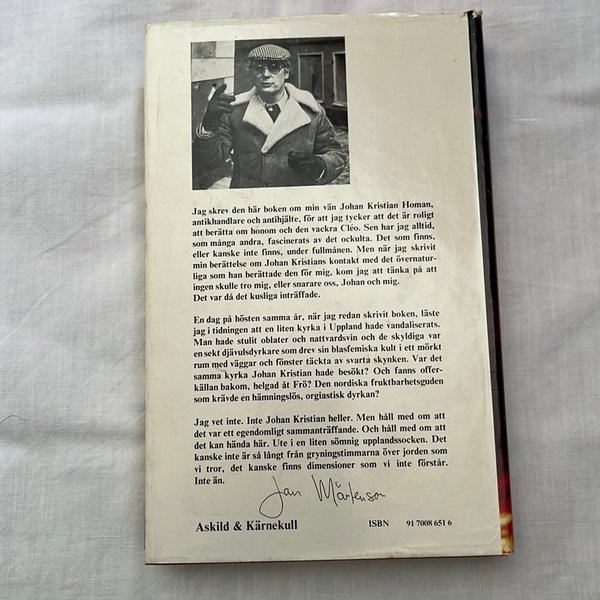 Jag skrev den här boken om min vän Johan Kristian Homan,
antikhandlare och antihjälte, för att jag tycker att det är roligt
att berätta om honom och den vackra Cléo. Sen har jag alltid,
som många andra, fascinerats av det ockulta. Det som finns,
eller kanske inte finns, under fullmånen. Men när jag skrivit
min berättelse om Johan Kristians kontakt med det övernatur-
liga som han berättade den för mig, kom jag att tänka på att
ingen skulle tro mig, eller snarare oss, Johan och mig.
Det var då det kusliga inträffade.
En dag på hösten samma år, när jag redan skrivit boken, läste
jag i tidningen att en liten kyrka i Uppland hade vandaliserats.
Man hade stulit oblater och nattvardsvin och de skyldiga var
en sekt djävulsdyrkare som drev sin blasfemiska kult i ett mörkt
rum med väggar och fönster täckta av svarta skynken. Var det
samma kyrka Johan Kristian hade besökt? Och fanns offer-
källan bakom, helgad åt Frö? Den nordiska fruktbarhetsguden
som krävde en hämningslös, orgiastisk dyrkan?
Jag vet inte. Inte Johan Kristian heller. Men håll med om att
det var ett egendomligt sammanträffande. Och håll med om att
det kan hända här. Ute i en liten sömnig upplandssocken. Det
kanske inte är så långt från gryningstimmarna över jorden som
vi tror, det kanske finns dimensioner som vi inte förstår.
Inte än.
Jan Mårtenson
Askild & Kärnekull ISBN 91 7008 651 6